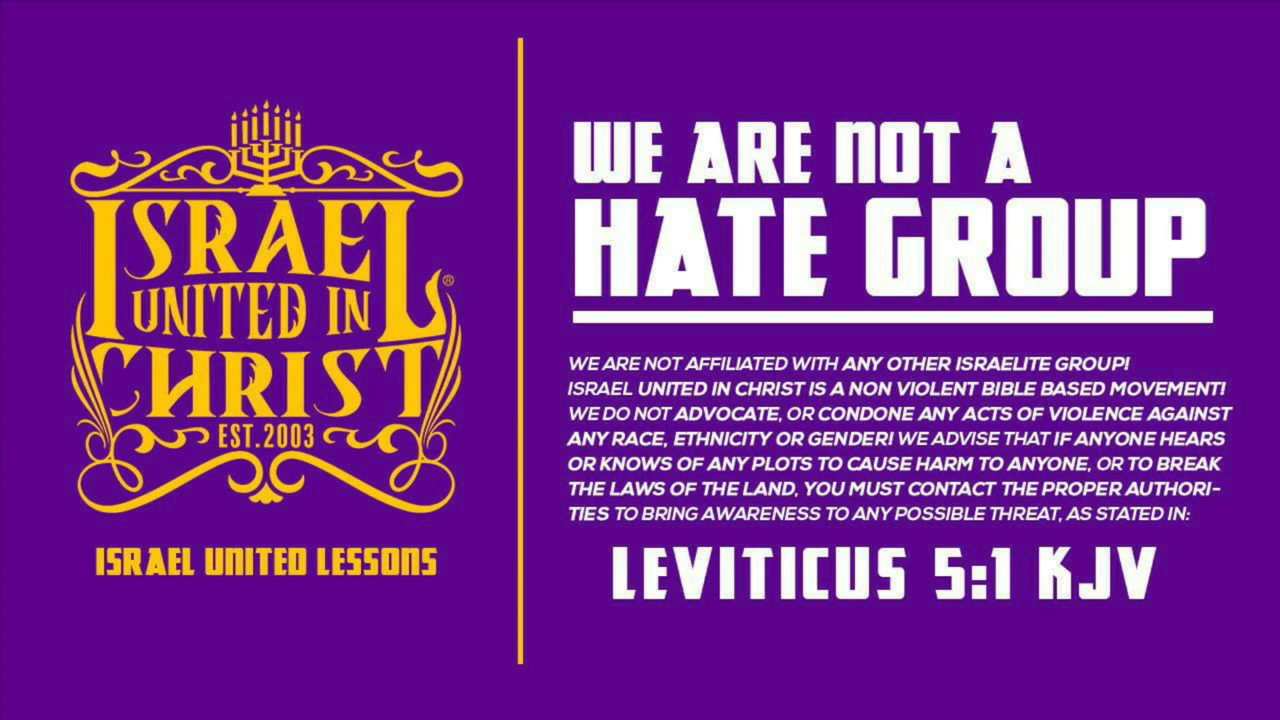 ISRAEL
UNITED IN
CHRIST
®
EST.2003
ISRAEL UNITED LESSONS
WE ARE NOT A
HATE GROUP
WE ARE NOT AFFILIATED WITH ANY OTHER ISRAELITE GROUP!
ISRAEL UNITED IN CHRIST IS A NON VIOLENT BIBLE BASED MOVEMENT!
WE DO NOT ADVOCATE, OR CONDONE ANY ACTS OF VIOLENCE AGAINST
ANY RACE, ETHNICITY OR GENDER! WE ADVISE THAT IF ANYONE HEARS
OR KNOWS OF ANY PLOTS TO CAUSE HARM TO ANYONE, OR TO BREAK
THE LAWS OF THE LAND, YOU MUST CONTACT THE PROPER AUTHORI-
TIES TO BRING AWARENESS TO ANY POSSIBLE THREAT, AS STATED IN:
LEVITICUS 5:1 KJV